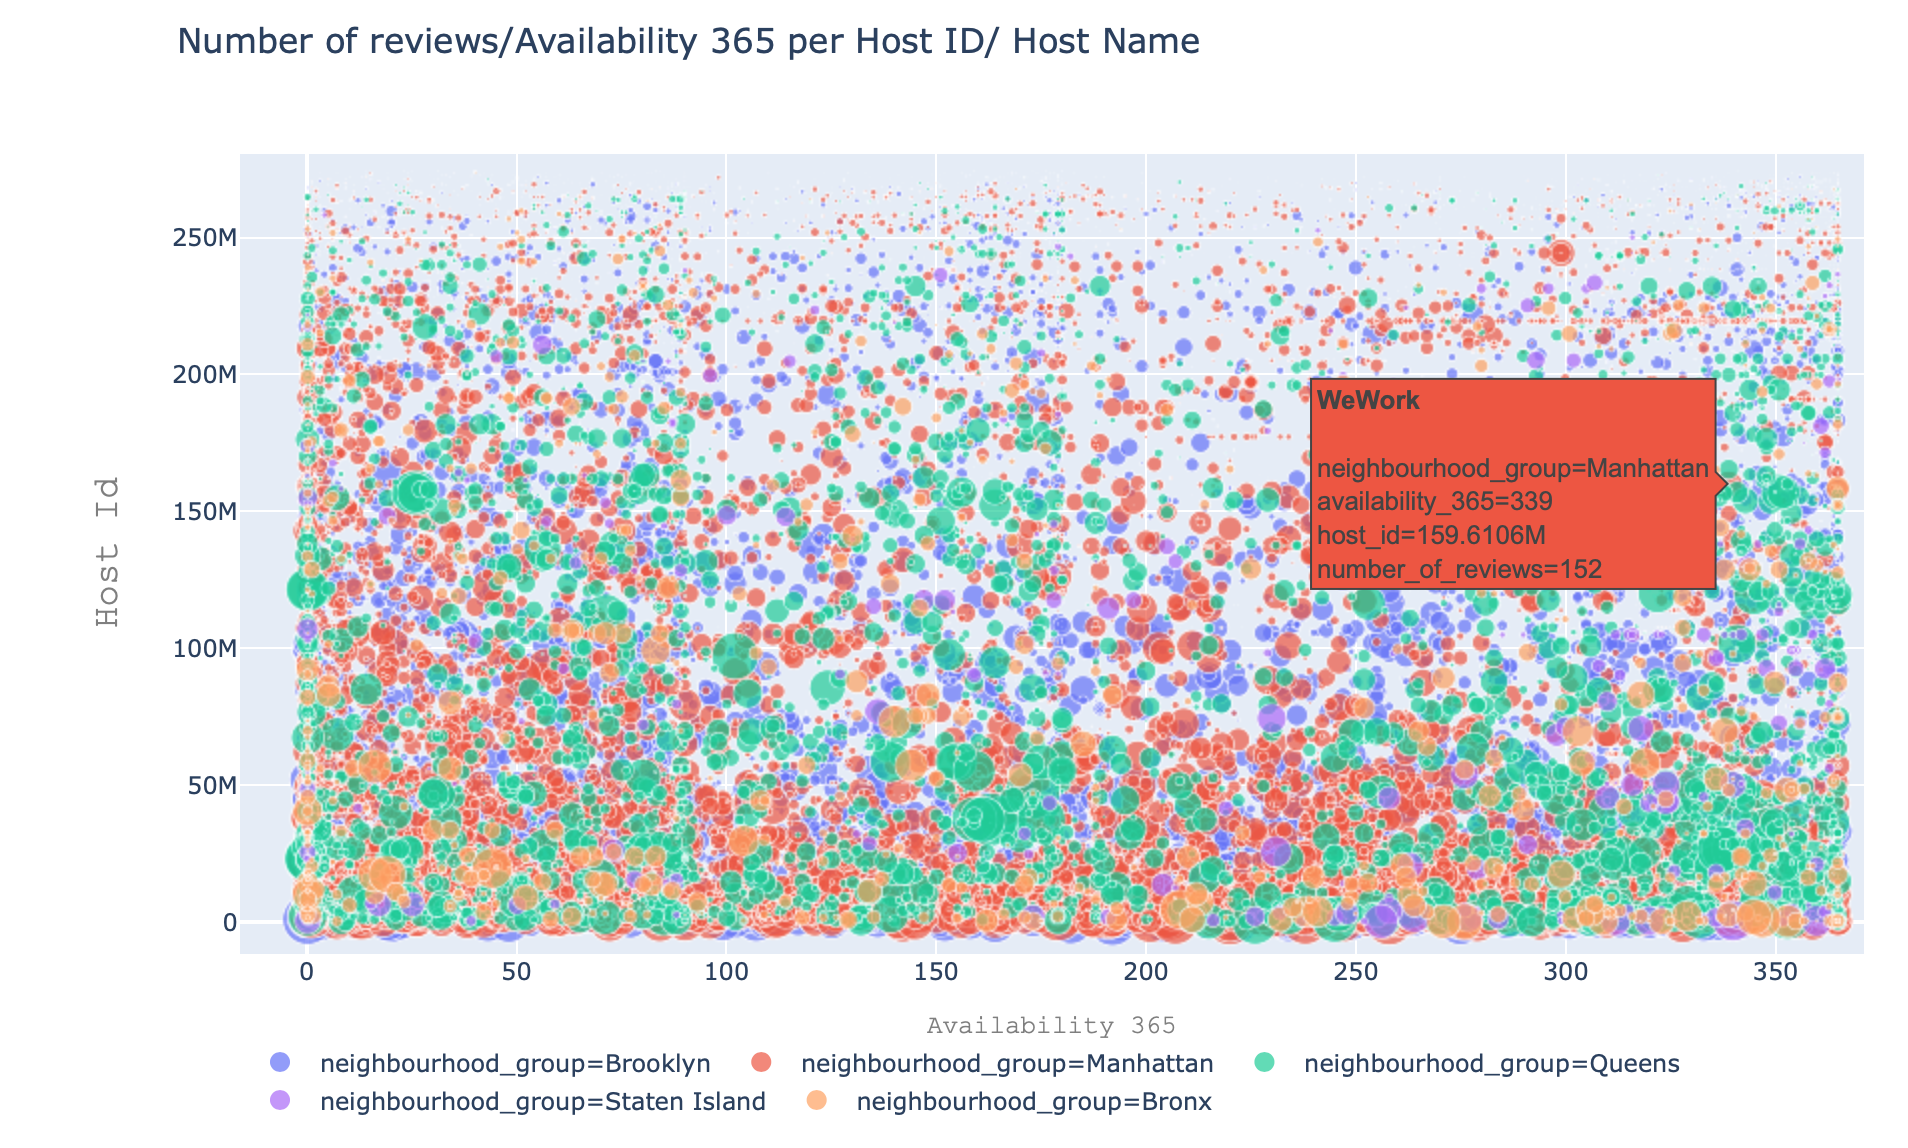 Number of reviews/Availability 365 per Host ID/ Host Name
250M
200M
150M
100M
50M
0
Host Id
WeWork
neighbourhood_group=Manhattan
availability_365=339
host_id=159.6106M
number_of_reviews=152
0 50 100 150 200 250 300 350
Availability 365
neighbourhood_group=Brooklyn neighbourhood_group=Manhattan neighbourhood_group=Queens
neighbourhood_group=Staten Island neighbourhood_group=Bronx